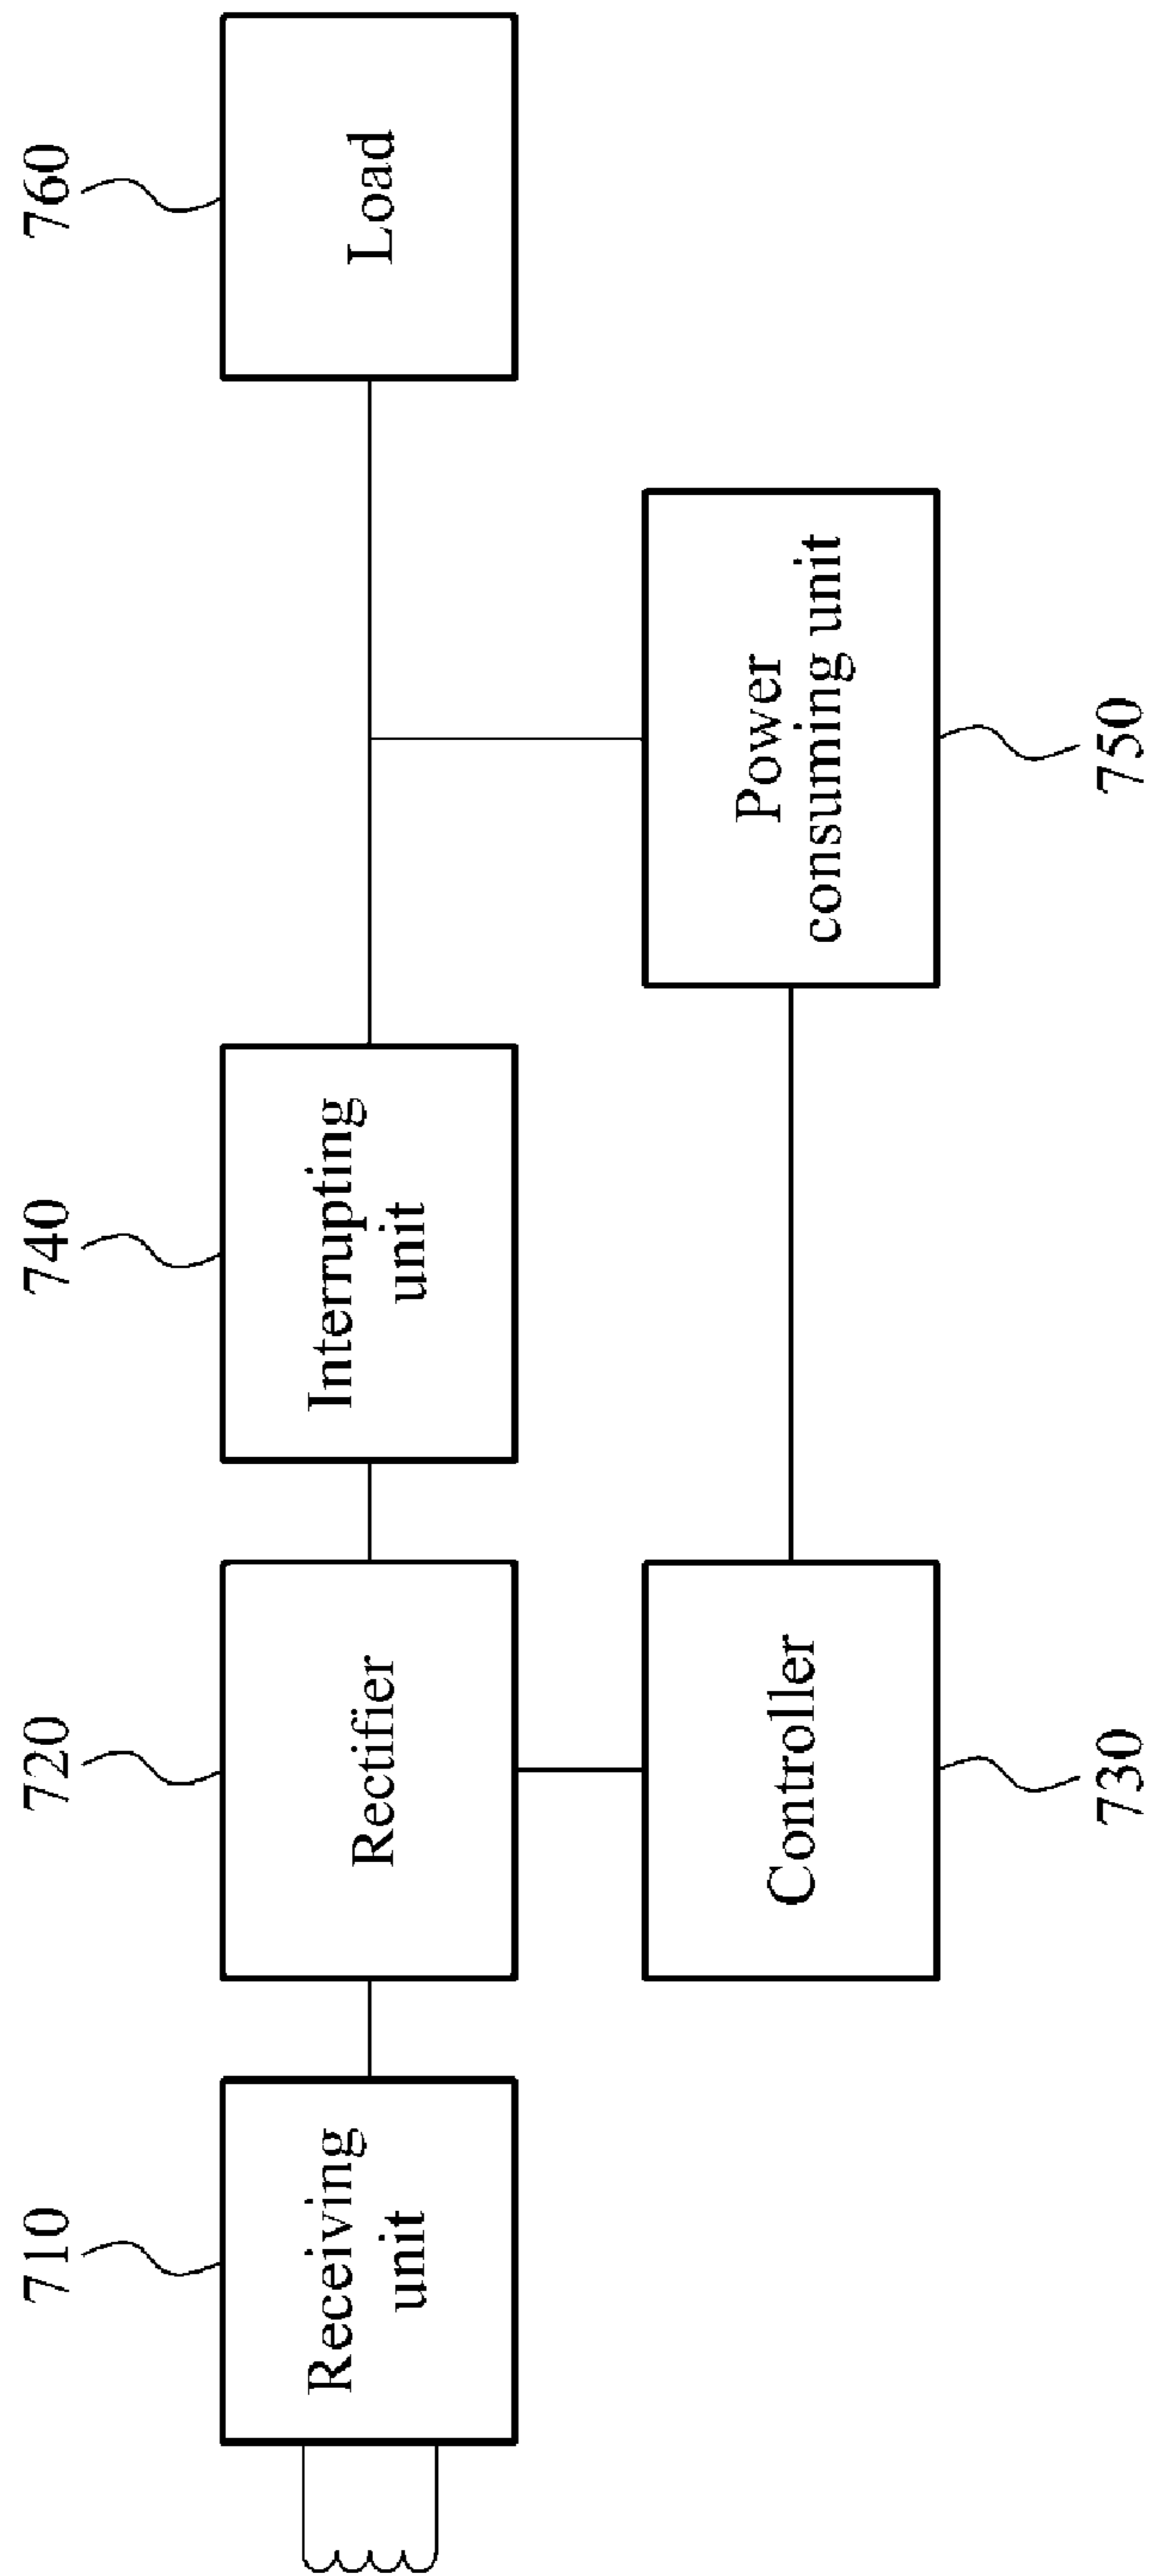 710
720
740
760
Receiving
unit
Rectifier
Interrupting
unit
Load
Controller
Power
consuming unit
730
750